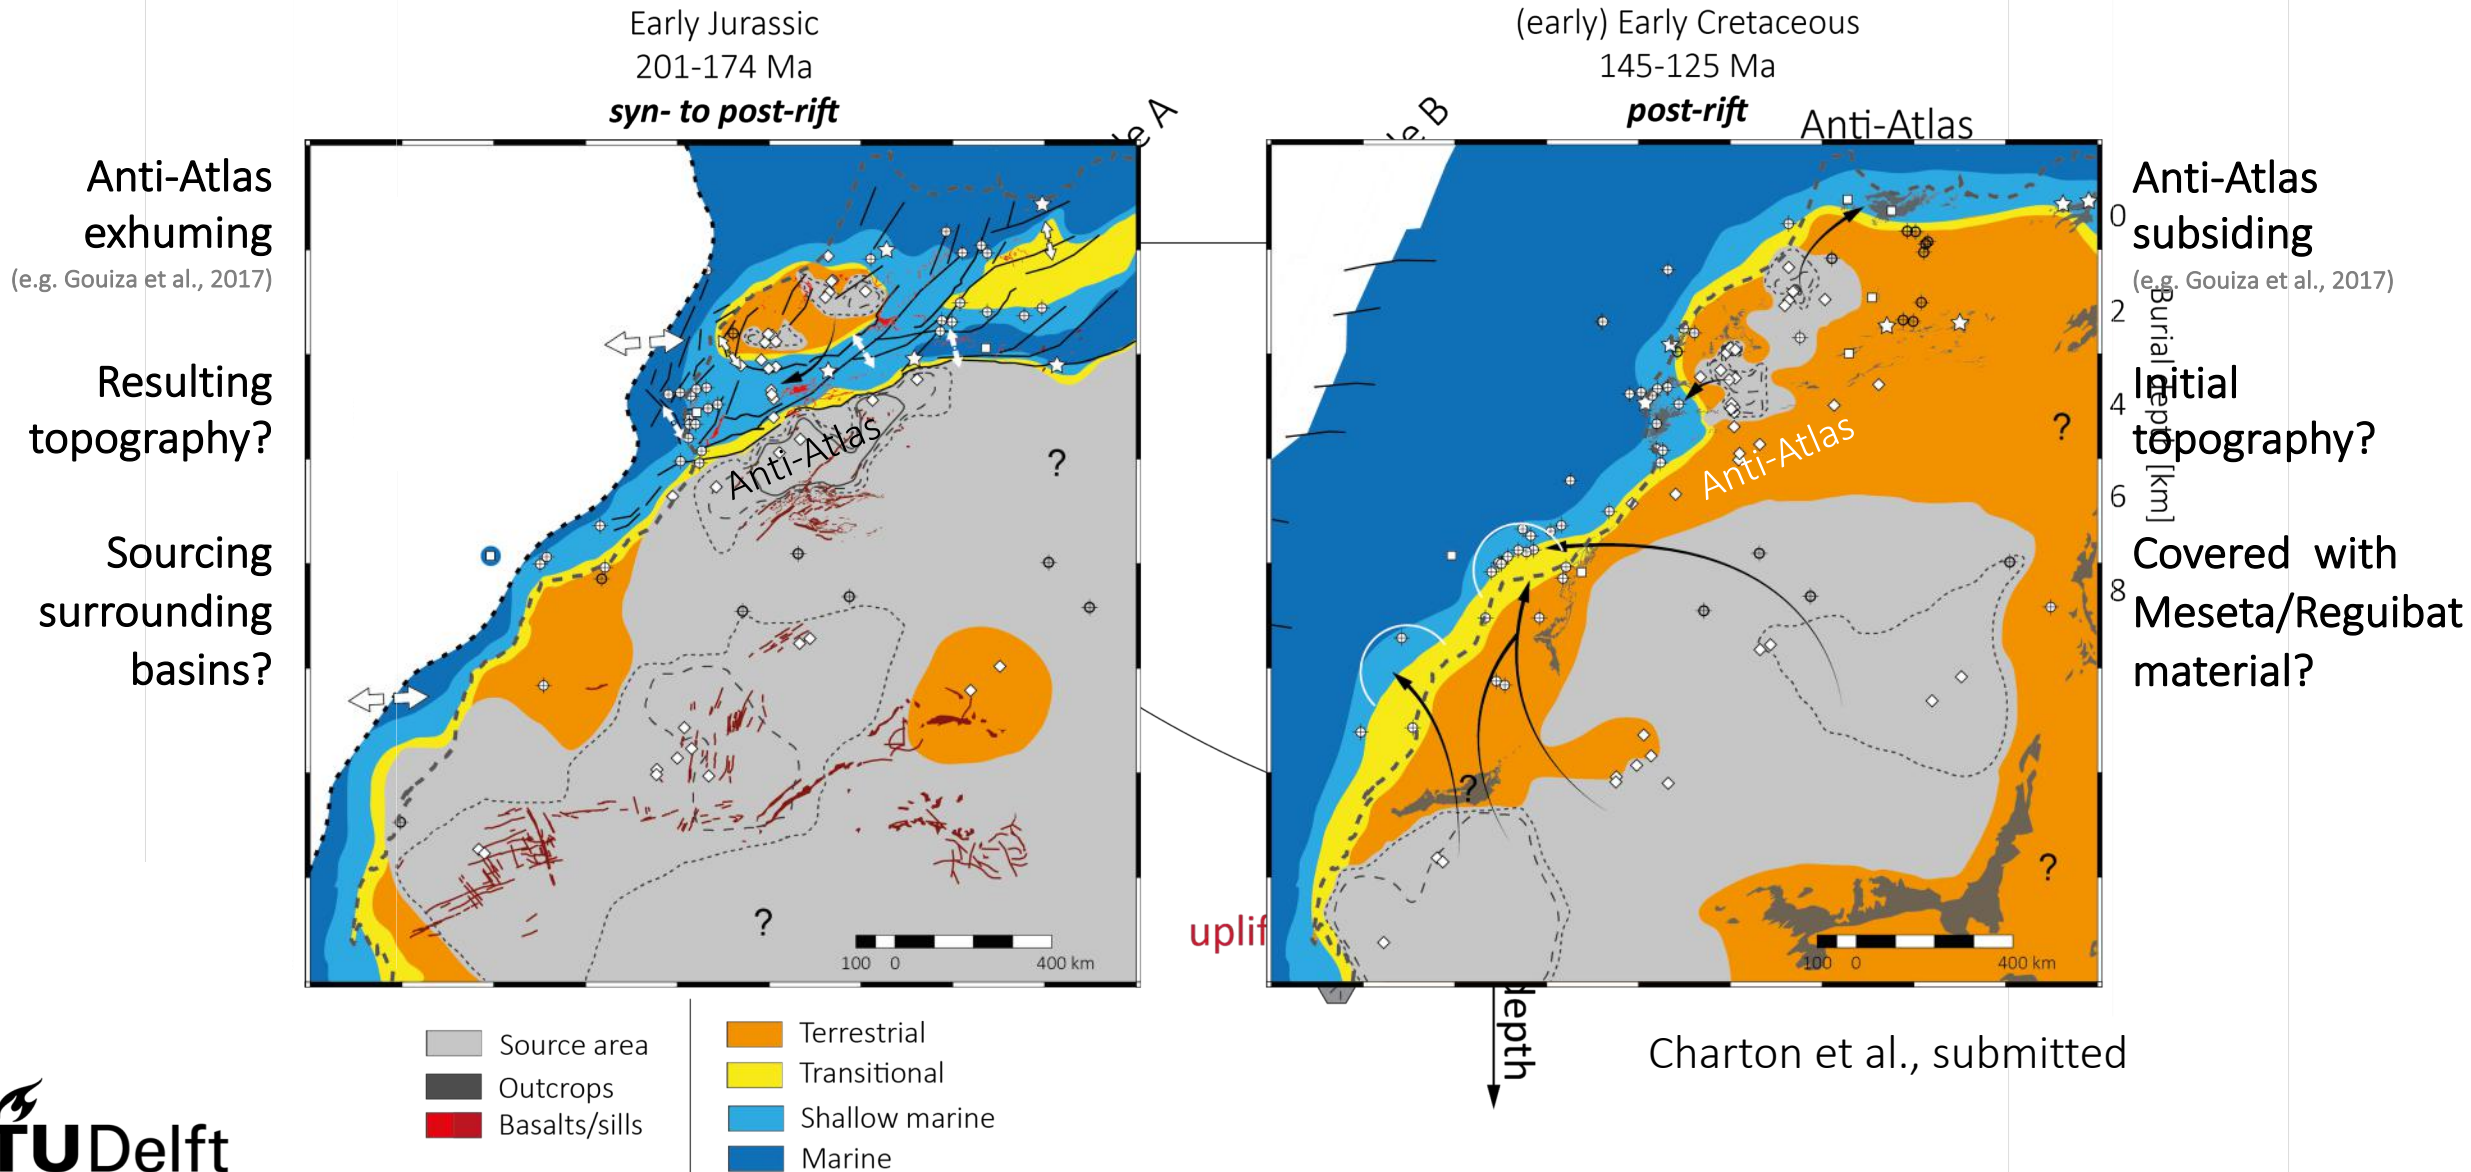 Early Jurassic
201-174 Ma
syn- to post-rift
(early) Early Cretaceous
145-125 Ma
post-rift
le A
le B
Anti-Atlas
Anti-Atlas
exhuming
(e.g. Gouiza et al., 2017)
Resulting
topography?
Sourcing
surrounding
basins?
Anti-Atlas
?
?
100 0 400 km
Anti-Atlas
?
?
?
100 0 400 km
Anti-Atlas
subsiding
(e.g. Gouiza et al., 2017)
Initial
topography?
Covered with
Meseta/Reguibat
material?
0
2
4
6
8
Burial depth [km]
uplif
depth
Source area
Outcrops
Basalts/sills
Terrestrial
Transitional
Shallow marine
Marine
Charton et al., submitted
TUDelft